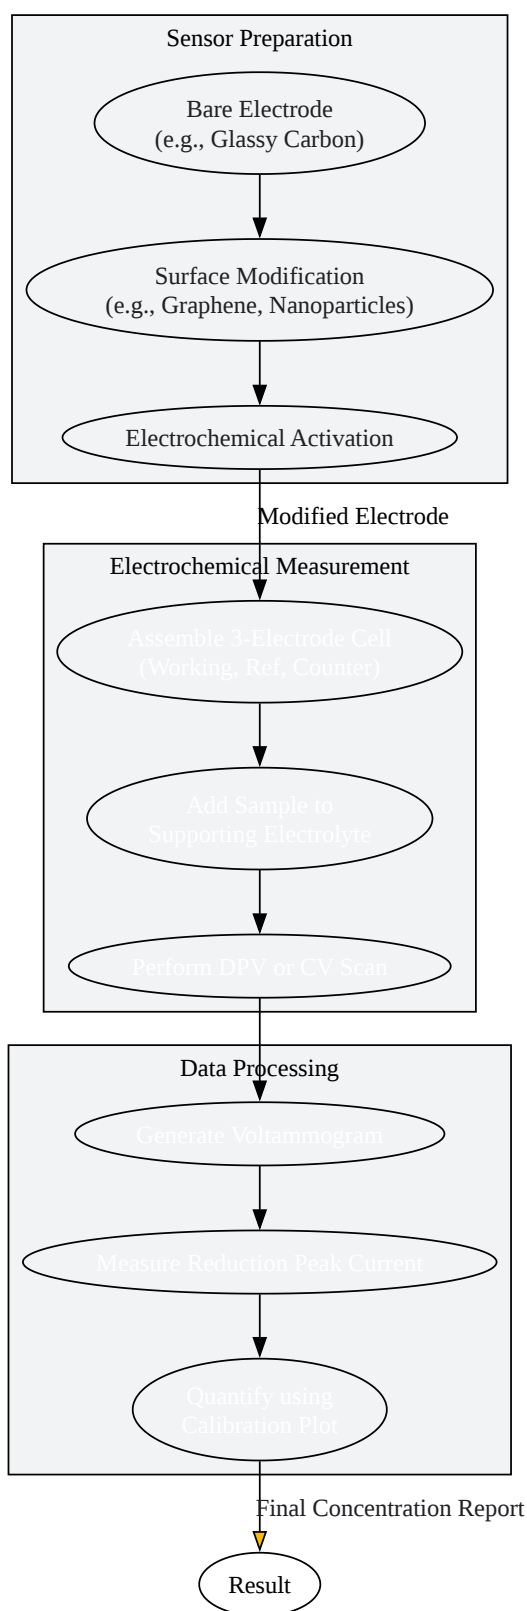 Sensor Preparation
Bare Electrode
(e.g., Glassy Carbon)
Surface Modification
(e.g., Graphene, Nanoparticles)
Electrochemical Activation
Modified Electrode
Electrochemical Measurement
Assemble 3-Electrode Cell
(Working, Ref, Counter)
Add Sample to
Supporting Electrolyte
Perform DPV or CV Scan
Data Processing
Generate Voltammogram
Measure Reduction Peak Current
Quantify using
Calibration Plot
Final Concentration Report
Result